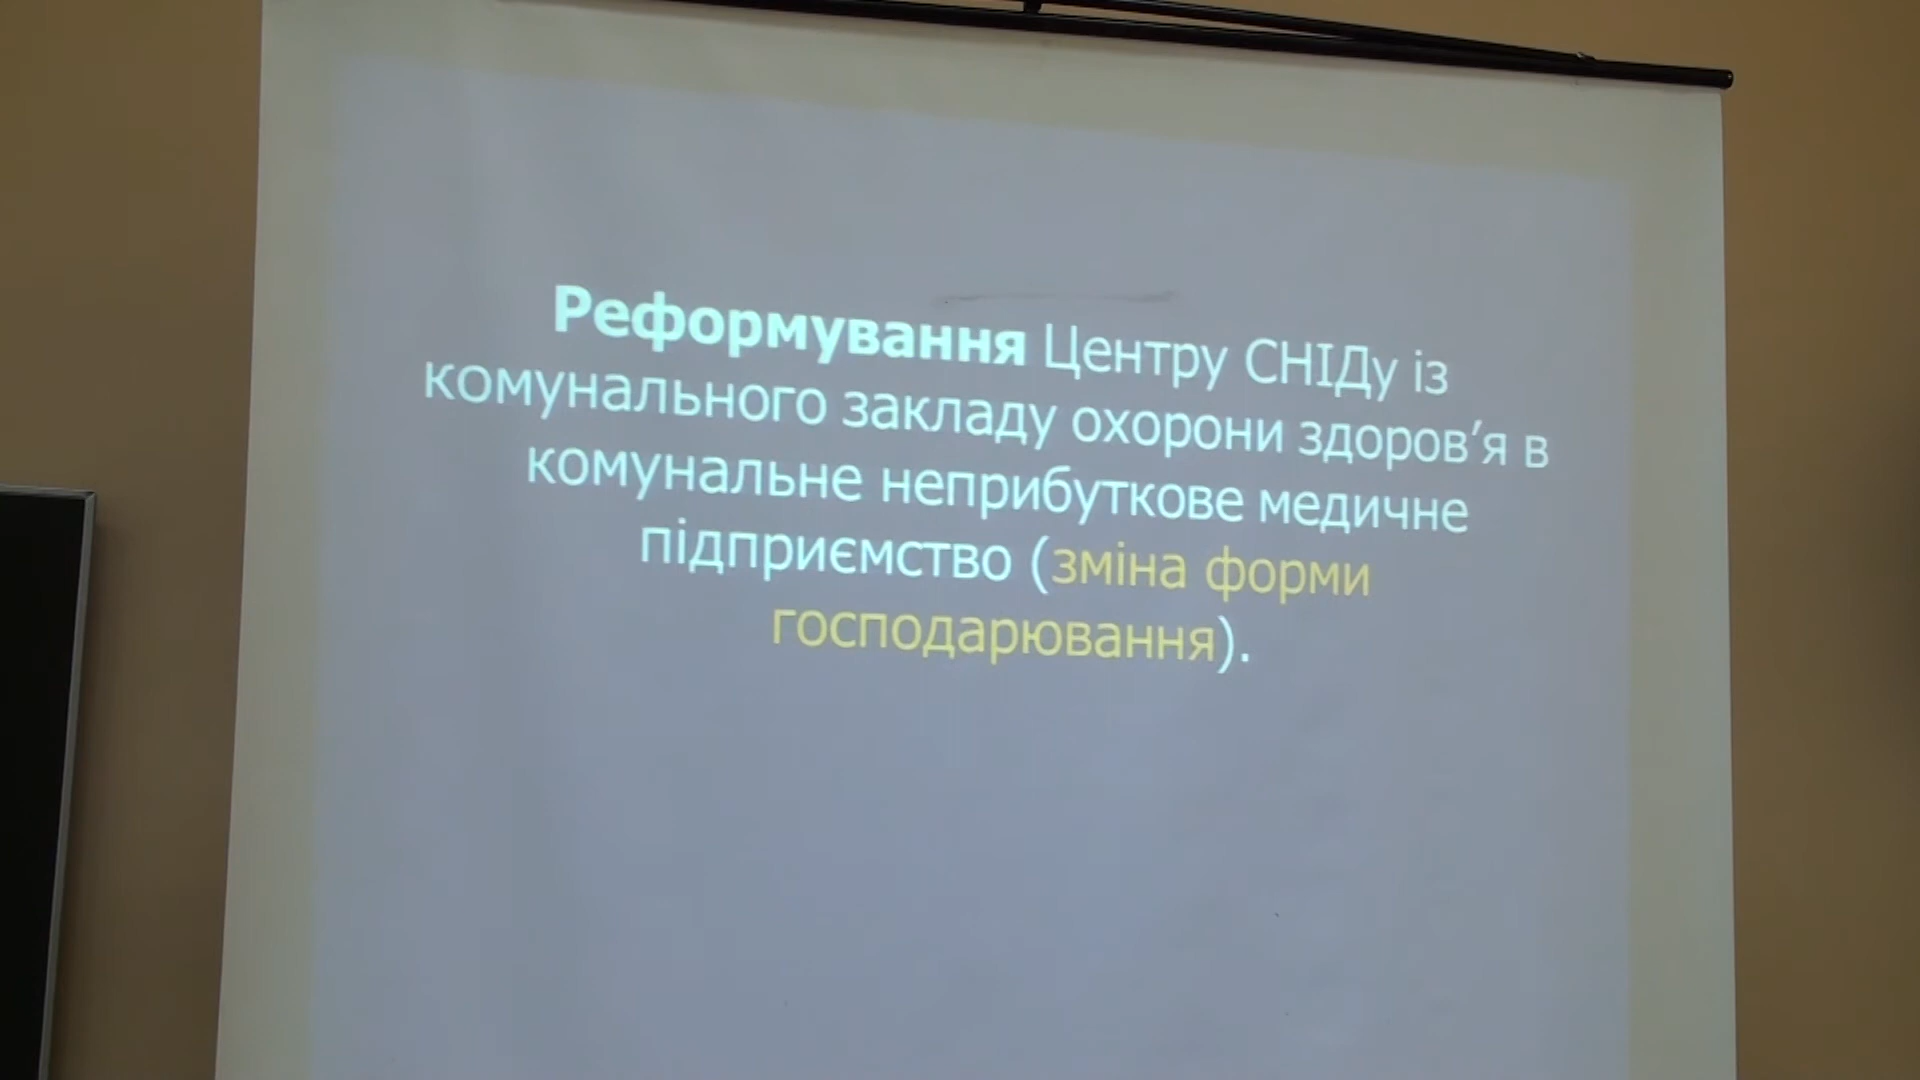 Реформування Центру СНІДу із
комунального закладу охорони здоров’я в
комунальне неприбуткове медичне
підприємство (зміна форми
господарювання).